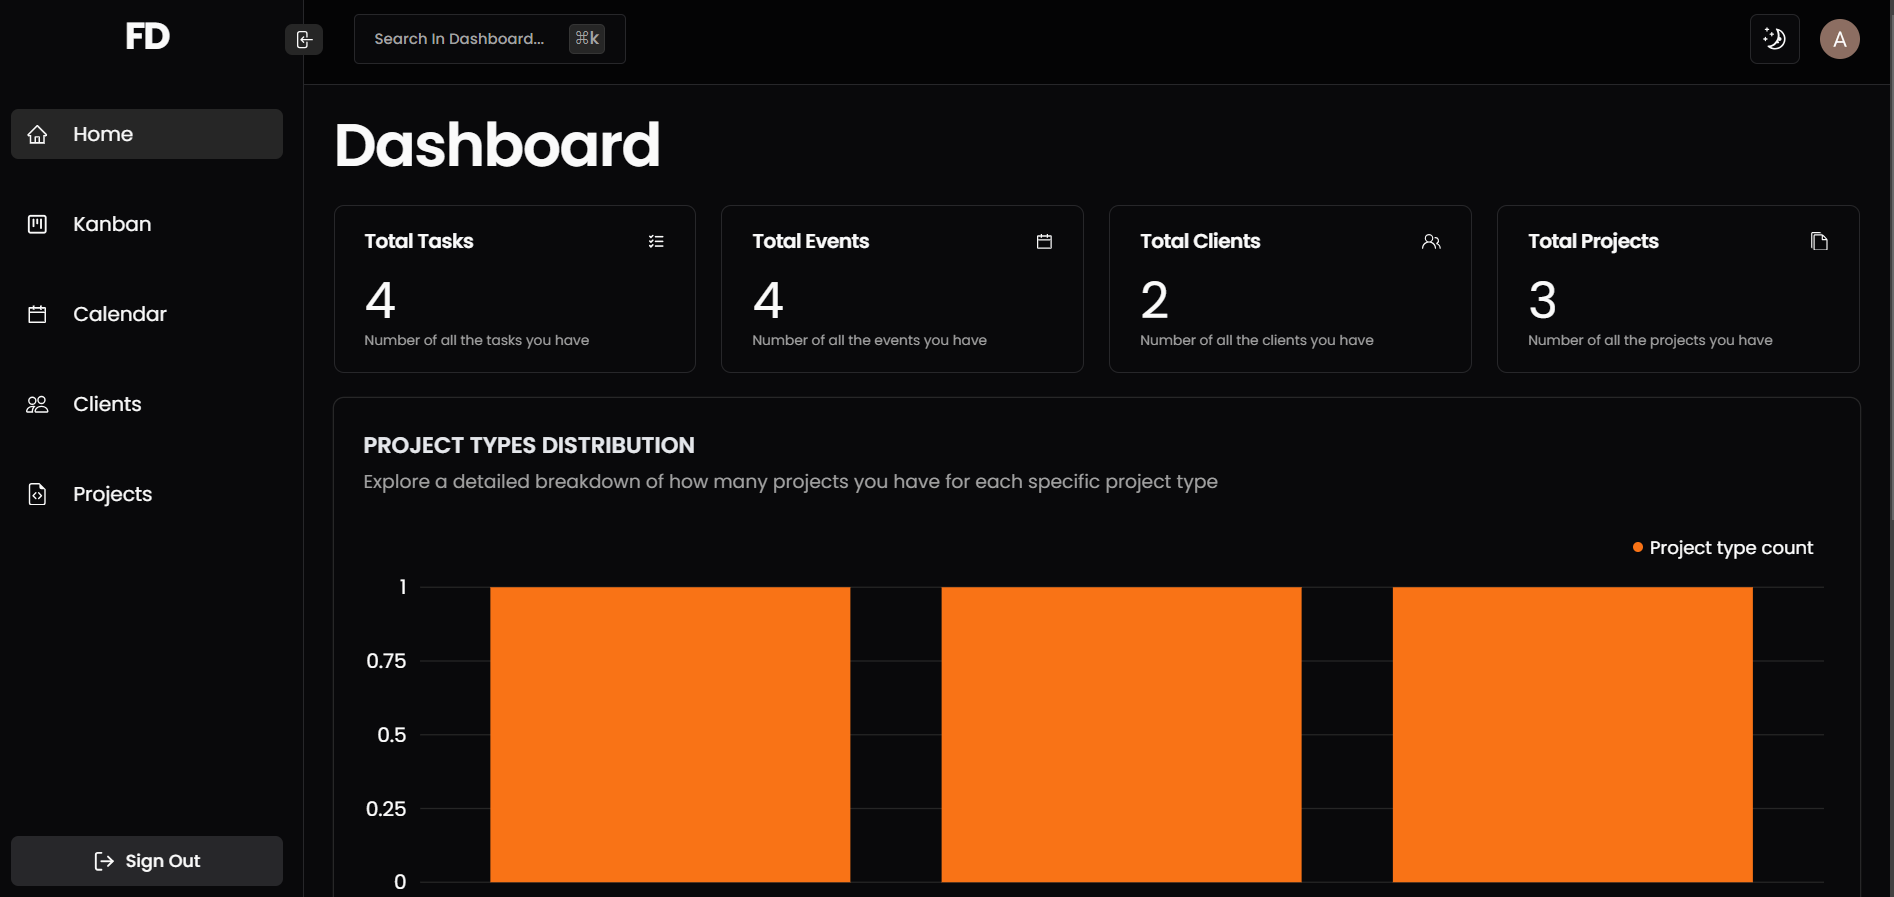 FD
Search In Dashboard... ⌘k
A
Home
Kanban
Calendar
Clients
Projects
Sign Out
Dashboard
Total Tasks
4
Number of all the tasks you have
Total Events
4
Number of all the events you have
Total Clients
2
Number of all the clients you have
Total Projects
3
Number of all the projects you have
PROJECT TYPES DISTRIBUTION
Explore a detailed breakdown of how many projects you have for each specific project type
Project type count
1
0.75
0.5
0.25
0